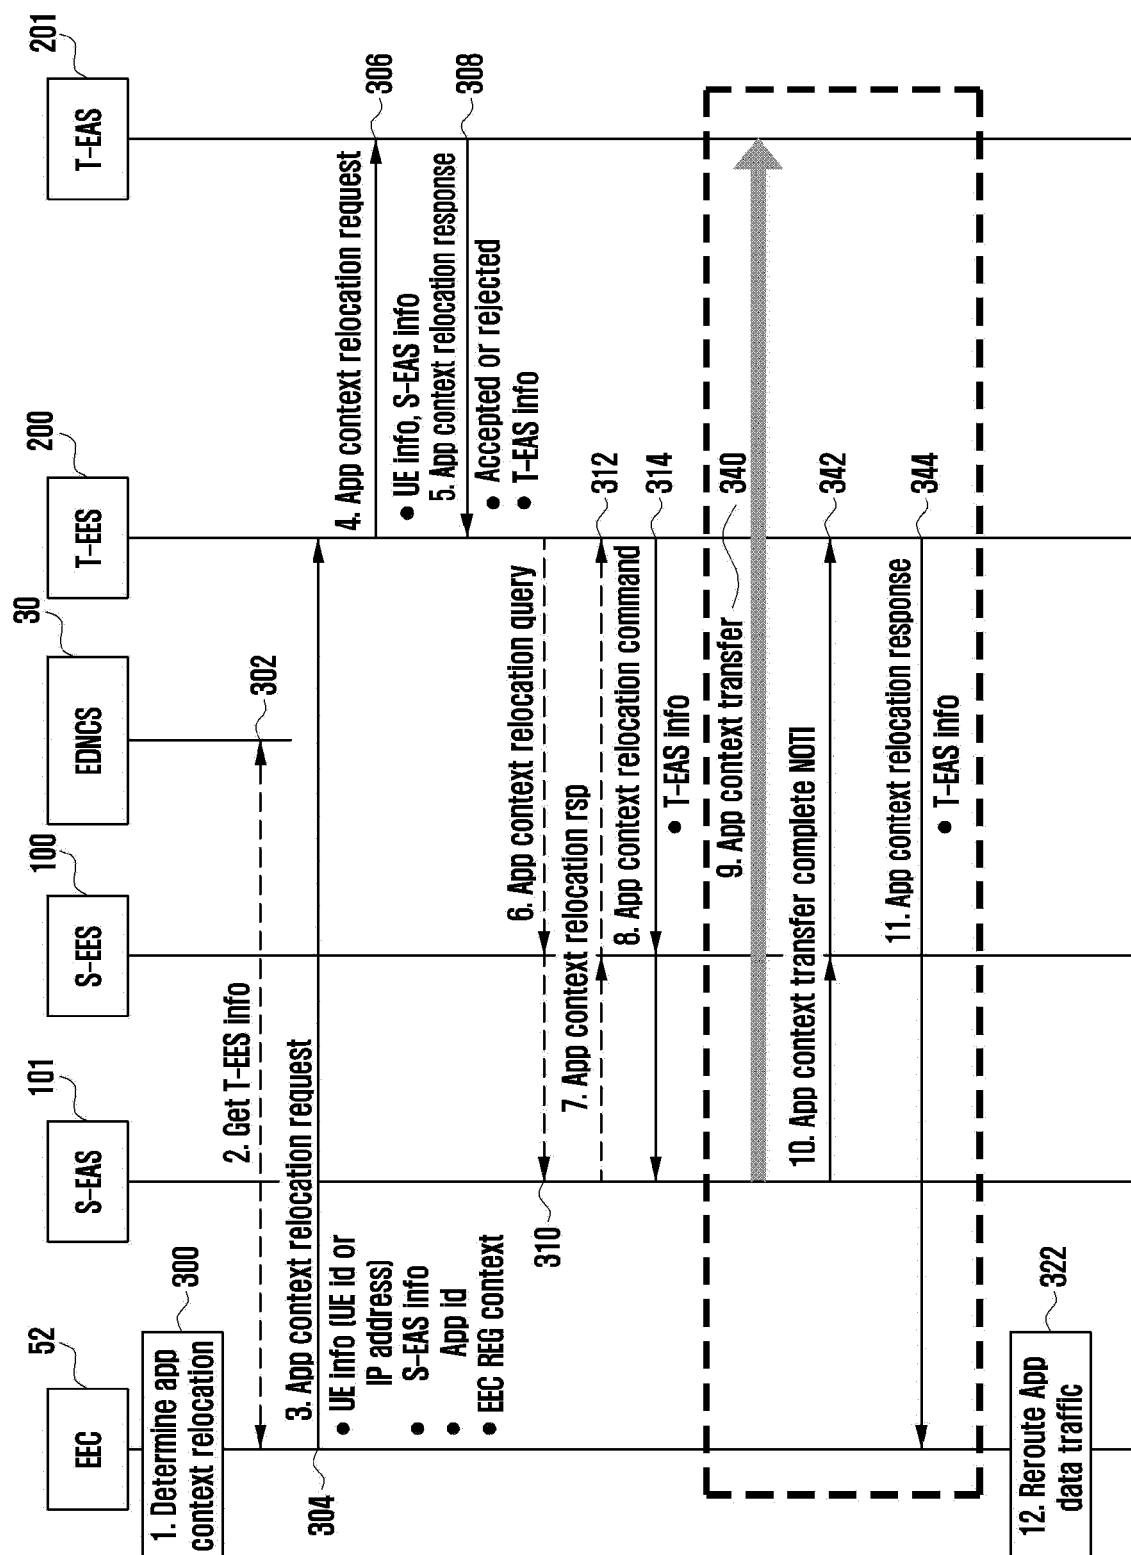 52
EEC
101
S-EAS
100
S-EES
30
EDNCS
200
T-EES
201
T-EAS
1. Determine app
context relocation
300
2. Get T-EES info
302
3. App context relocation request
304
● UE info (UE id or
IP address)
● S-EAS info
● App id
● EEC REG context
4. App context relocation request
306
● UE info, S-EAS info
5. App context relocation response
308
● Accepted or rejected
● T-EAS info
6. App context relocation query
310
7. App context relocation rsp
312
8. App context relocation command
314
● T-EAS info
9. App context transfer
340
10. App context transfer complete NOTI
342
11. App context relocation response
344
● T-EAS info
12. Reroute App
data traffic
322